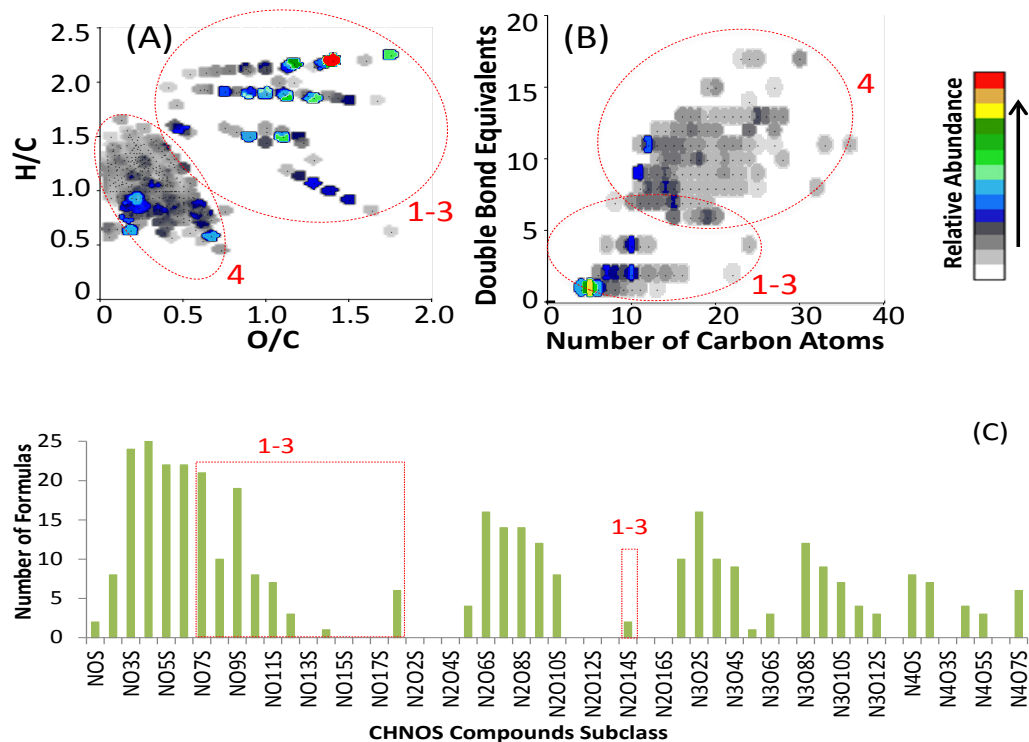 (A)
2.5
2.0
1.5
1.0
0.5
0
H/C
1-3
4
0
0.5
1.0
1.5
2.0
O/C
(B)
20
15
10
5
0
Double Bond Equivalents
4
1-3
0
10
20
30
40
Number of Carbon Atoms
Relative Abundance
(C)
25
20
15
10
5
0
Number of Formulas
1-3
1-3
NOS
NO3S
NO5S
NO7S
NO9S
NO11S
NO13S
NO15S
NO17S
N2O2S
N2O4S
N2O6S
N2O8S
N2O10S
N2O12S
N2O14S
N2O16S
N3O2S
N3O4S
N3O6S
N3O8S
N3O10S
N3O12S
N4OS
N4O3S
N4O5S
N4O7S
CHNOS Compounds Subclass